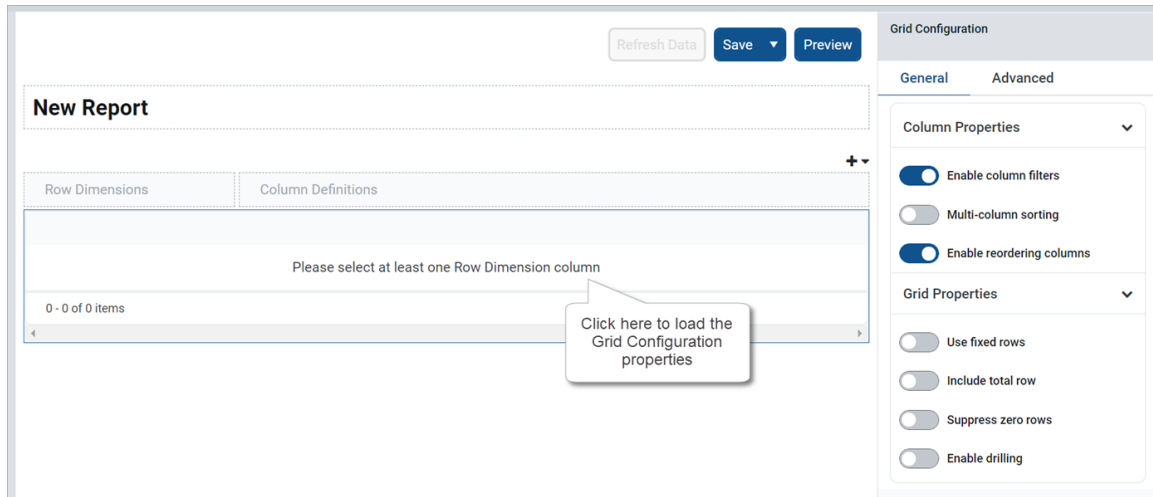 Refresh Data
Save
Preview
New Report
Row Dimensions
Column Definitions
Please select at least one Row Dimension column
0 - 0 of 0 items
Click here to load the
Grid Configuration
properties
Grid Configuration
General
Advanced
Column Properties
Enable column filters
Multi-column sorting
Enable reordering columns
Grid Properties
Use fixed rows
Include total row
Suppress zero rows
Enable drilling